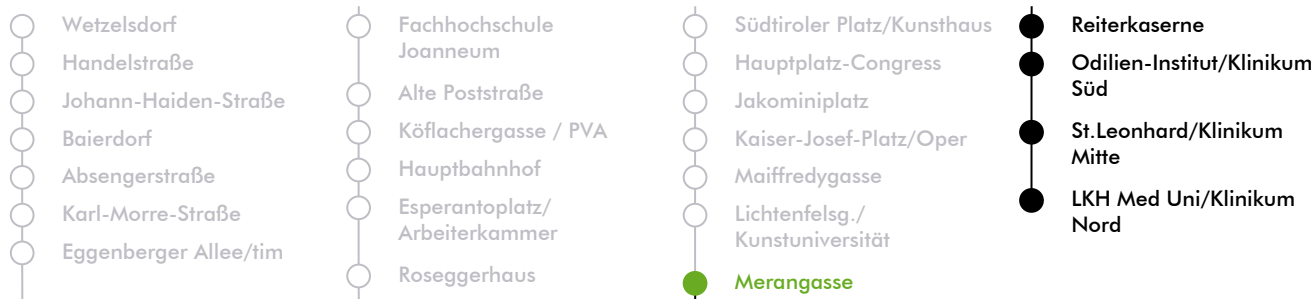 Wetzelsdorf
Handelstraße
Johann-Haiden-Straße
Baierdorf
Absengerstraße
Karl-Morre-Straße
Eggenberger Allee/tim
Fachhochschule
Joanneum
Alte Poststraße
Köflachergasse / PVA
Hauptbahnhof
Esperantoplatz/
Arbeiterkammer
Roseggerhaus
Südtiroler Platz/Kunsthaus
Hauptplatz-Congress
Jakominiplatz
Kaiser-Josef-Platz/Oper
Maiffredygasse
Lichtenfelsg./
Kunstuniversität
Merangasse
Reiterkaserne
Odilien-Institut/Klinikum
Süd
St.Leonhard/Klinikum
Mitte
LKH Med Uni/Klinikum
Nord